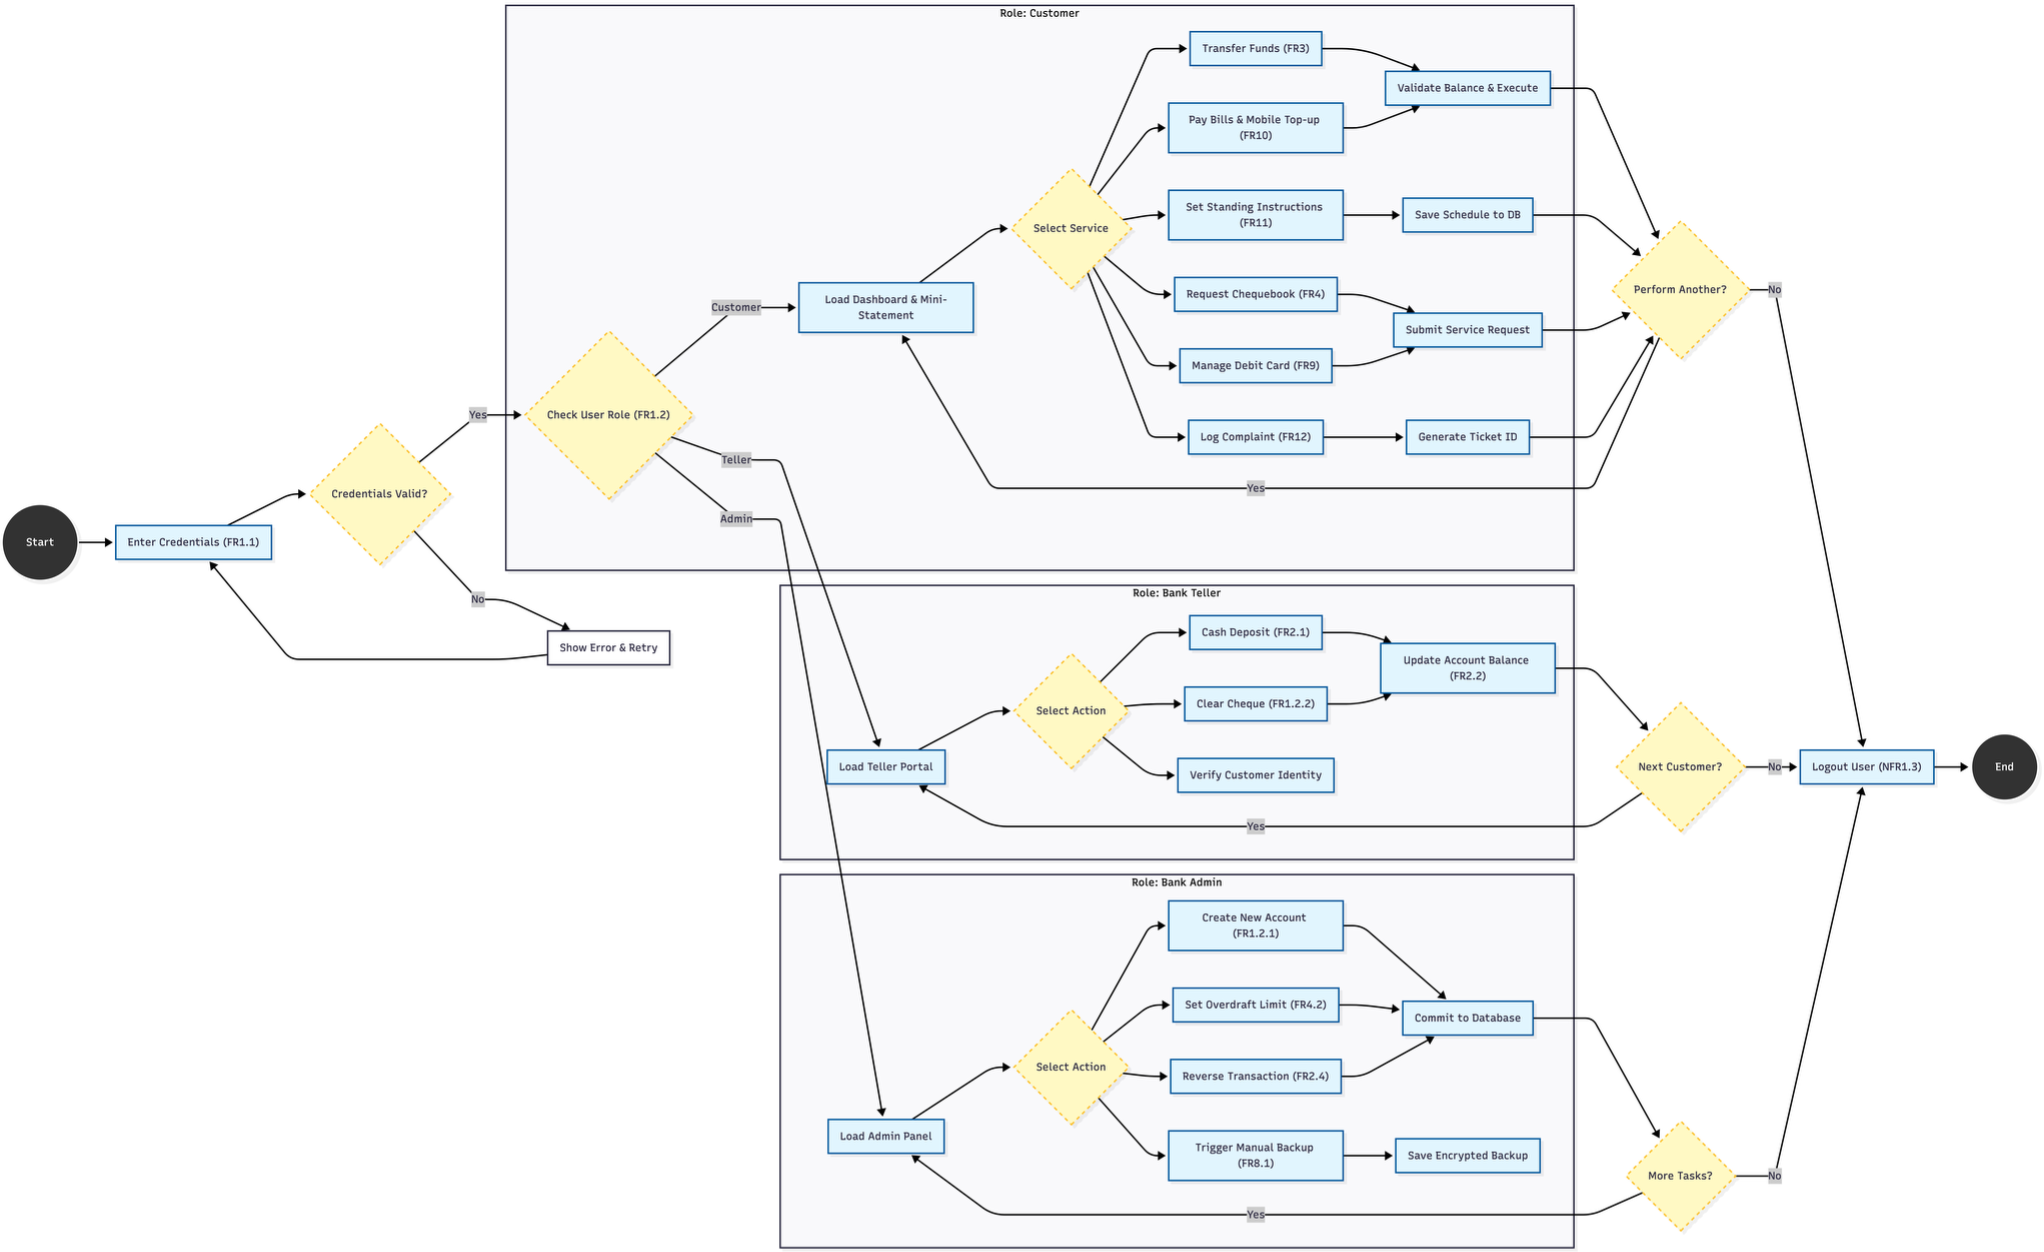 Start
Enter Credentials (FR1.1)
Credentials Valid?
Yes
No
Show Error & Retry
Role: Customer
Check User Role (FR1.2)
Customer
Teller
Admin
Load Dashboard & Mini-
Statement
Select Service
Transfer Funds (FR3)
Pay Bills & Mobile Top-up
(FR10)
Set Standing Instructions
(FR11)
Request Chequebook (FR4)
Manage Debit Card (FR9)
Log Complaint (FR12)
Validate Balance & Execute
Save Schedule to DB
Submit Service Request
Generate Ticket ID
Yes
Perform Another?
No
Role: Bank Teller
Load Teller Portal
Select Action
Cash Deposit (FR2.1)
Clear Cheque (FR1.2.2)
Verify Customer Identity
Update Account Balance
(FR2.2)
Yes
Next Customer?
No
Logout User (NFR1.3)
End
Role: Bank Admin
Load Admin Panel
Select Action
Create New Account
(FR1.2.1)
Set Overdraft Limit (FR4.2)
Reverse Transaction (FR2.4)
Trigger Manual Backup
(FR8.1)
Commit to Database
Save Encrypted Backup
Yes
More Tasks?
No